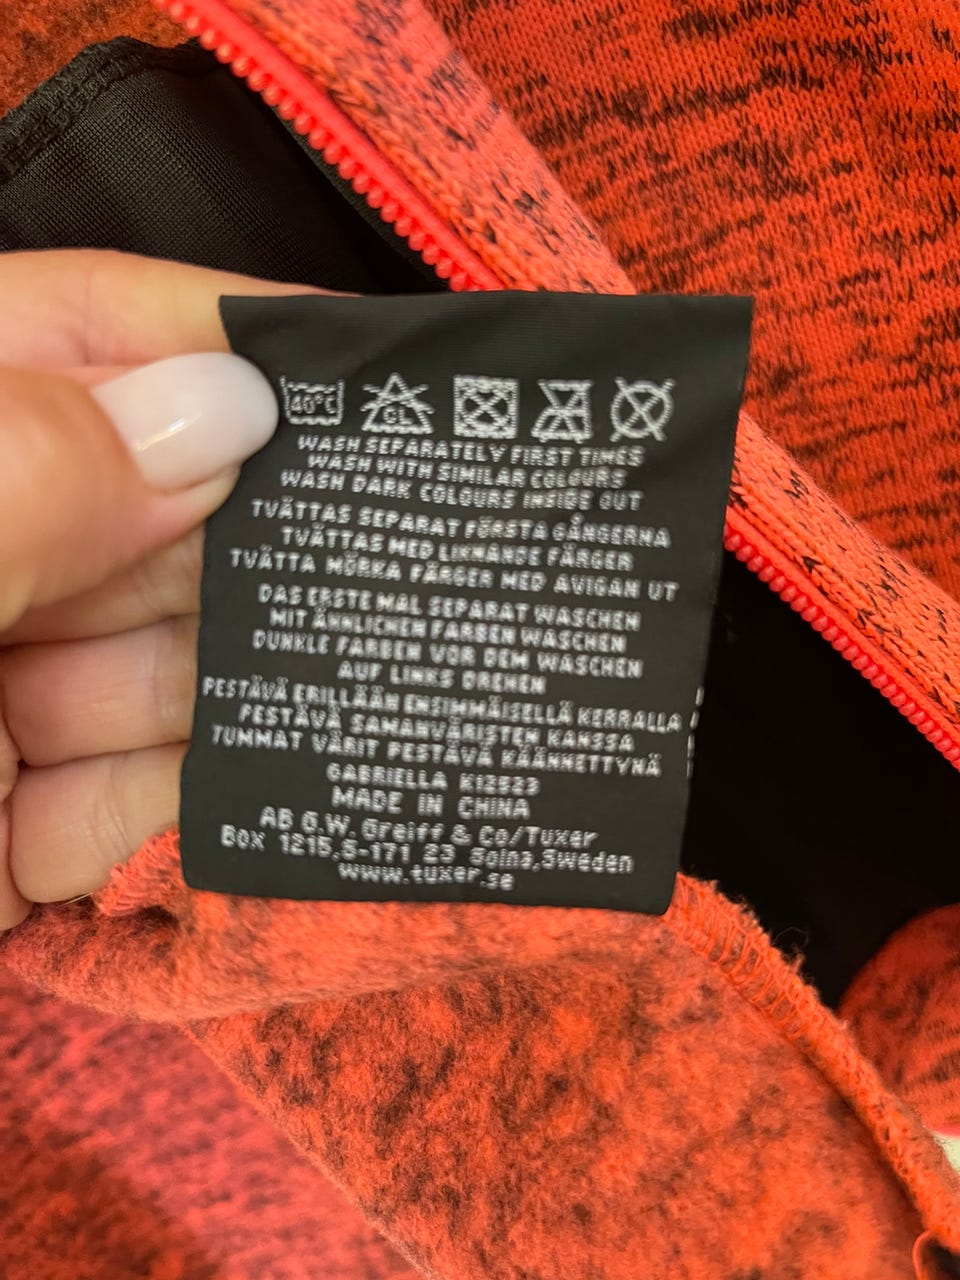 40°C CL
WASH SEPARATELY FIRST TIMES
WASH WITH SIMILAR COLOURS
WASH DARK COLOURS INSIDE OUT
TVÄTTAS SEPARAT FÖRSTA GÅNGERNA
TVÄTTAS MED LIKNANDE FÄRGER
TVÄTTA MÖRKA FÄRGER MED AVIGAN UT
DAS ERSTE MAL SEPARAT WASCHEN
MIT ÄHNLICHEN FARBEN WASCHEN
DUNKLE FARBEN VOR DEM WASCHEN
AUF LINKS DREHEN
PESTÄVÄ ERILLÄÄN ENSIMMÄISELLÄ KERRALLA
PESTÄVÄ SAMANVÄRISTEN KANSSA
TUMMAT VÄRIT PESTÄVÄ KÄÄNNETTYNÄ
GABRIELLA
MADE IN CHINA
AB G.W. Greiff & Co/Tuxer
BOX 1215,S-171 23 Solna,Sweden
www.tuxer.se